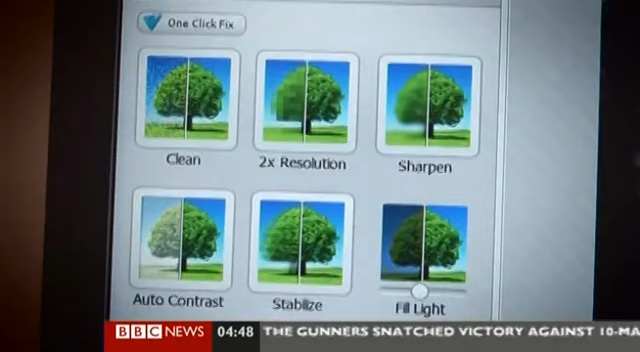 One Click Fix
Clean
2x Resolution
Sharpen
Auto Contrast
Stabilize
Fill Light
BBC NEWS 04:48 THE GUNNERS SNATCHED VICTORY AGAINST 10-MA